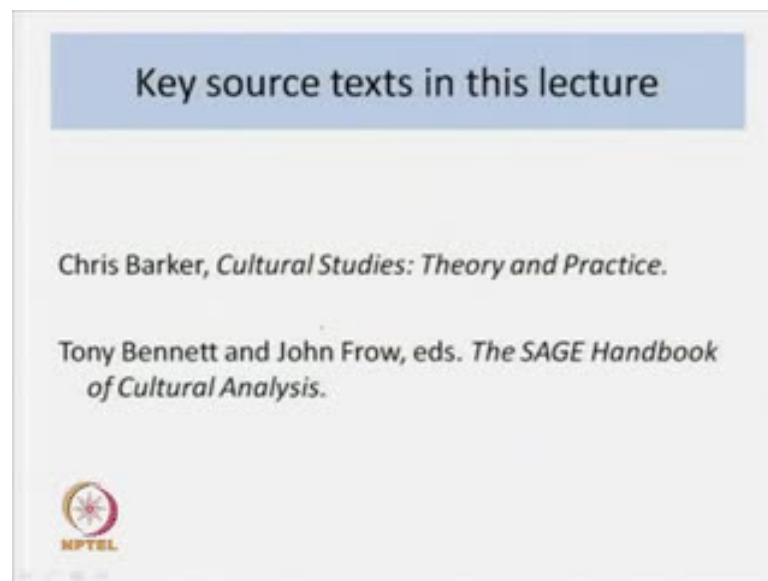 Key source texts in this lecture
Chris Barker, Cultural Studies: Theory and Practice.
Tony Bennett and John Frow, eds. The SAGE Handbook
of Cultural Analysis.
NPTEL